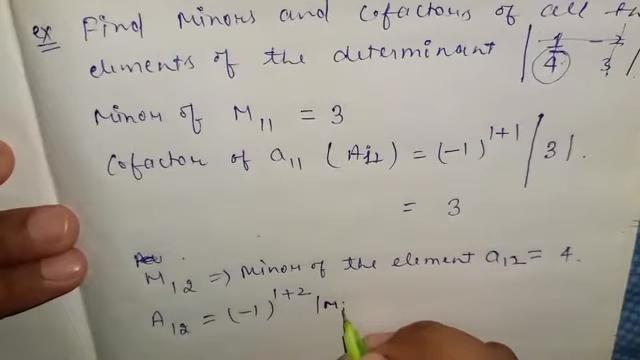 ex Find minors and cofactors of all the
elements of the determinant | 1 -2
4 3 |
Minor of M₁₁ = 3
Cofactor of a₁₁ (A₁₁) = (-1)¹⁺¹ |3|.
= 3
M₁₂ => Minor of the element a₁₂ = 4.
A₁₂ = (-1)¹⁺² |M